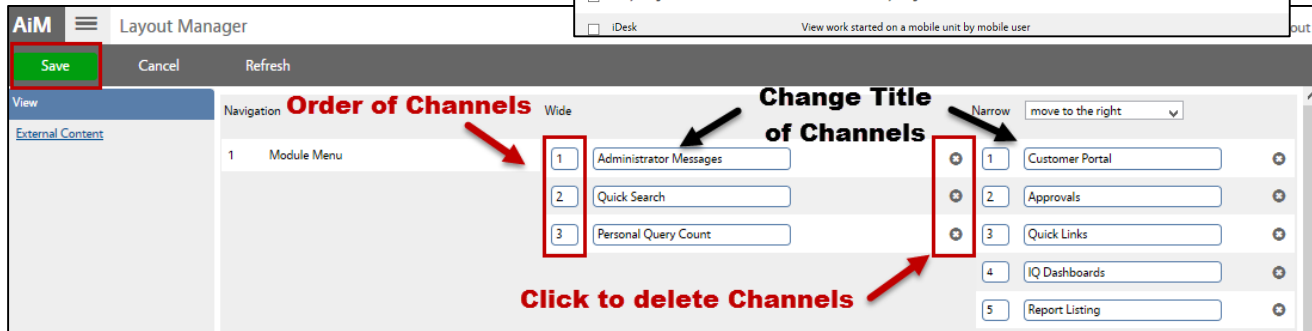 iDesk View work started on a mobile unit by mobile user
AiM Layout Manager
out
Save Cancel Refresh
View
External Content
Navigation Order of Channels Wide Change Title of Channels Narrow move to the right
1 Module Menu 1 Administrator Messages 1 Customer Portal
2 Quick Search 2 Approvals
3 Personal Query Count 3 Quick Links
4 IQ Dashboards
Click to delete Channels
5 Report Listing